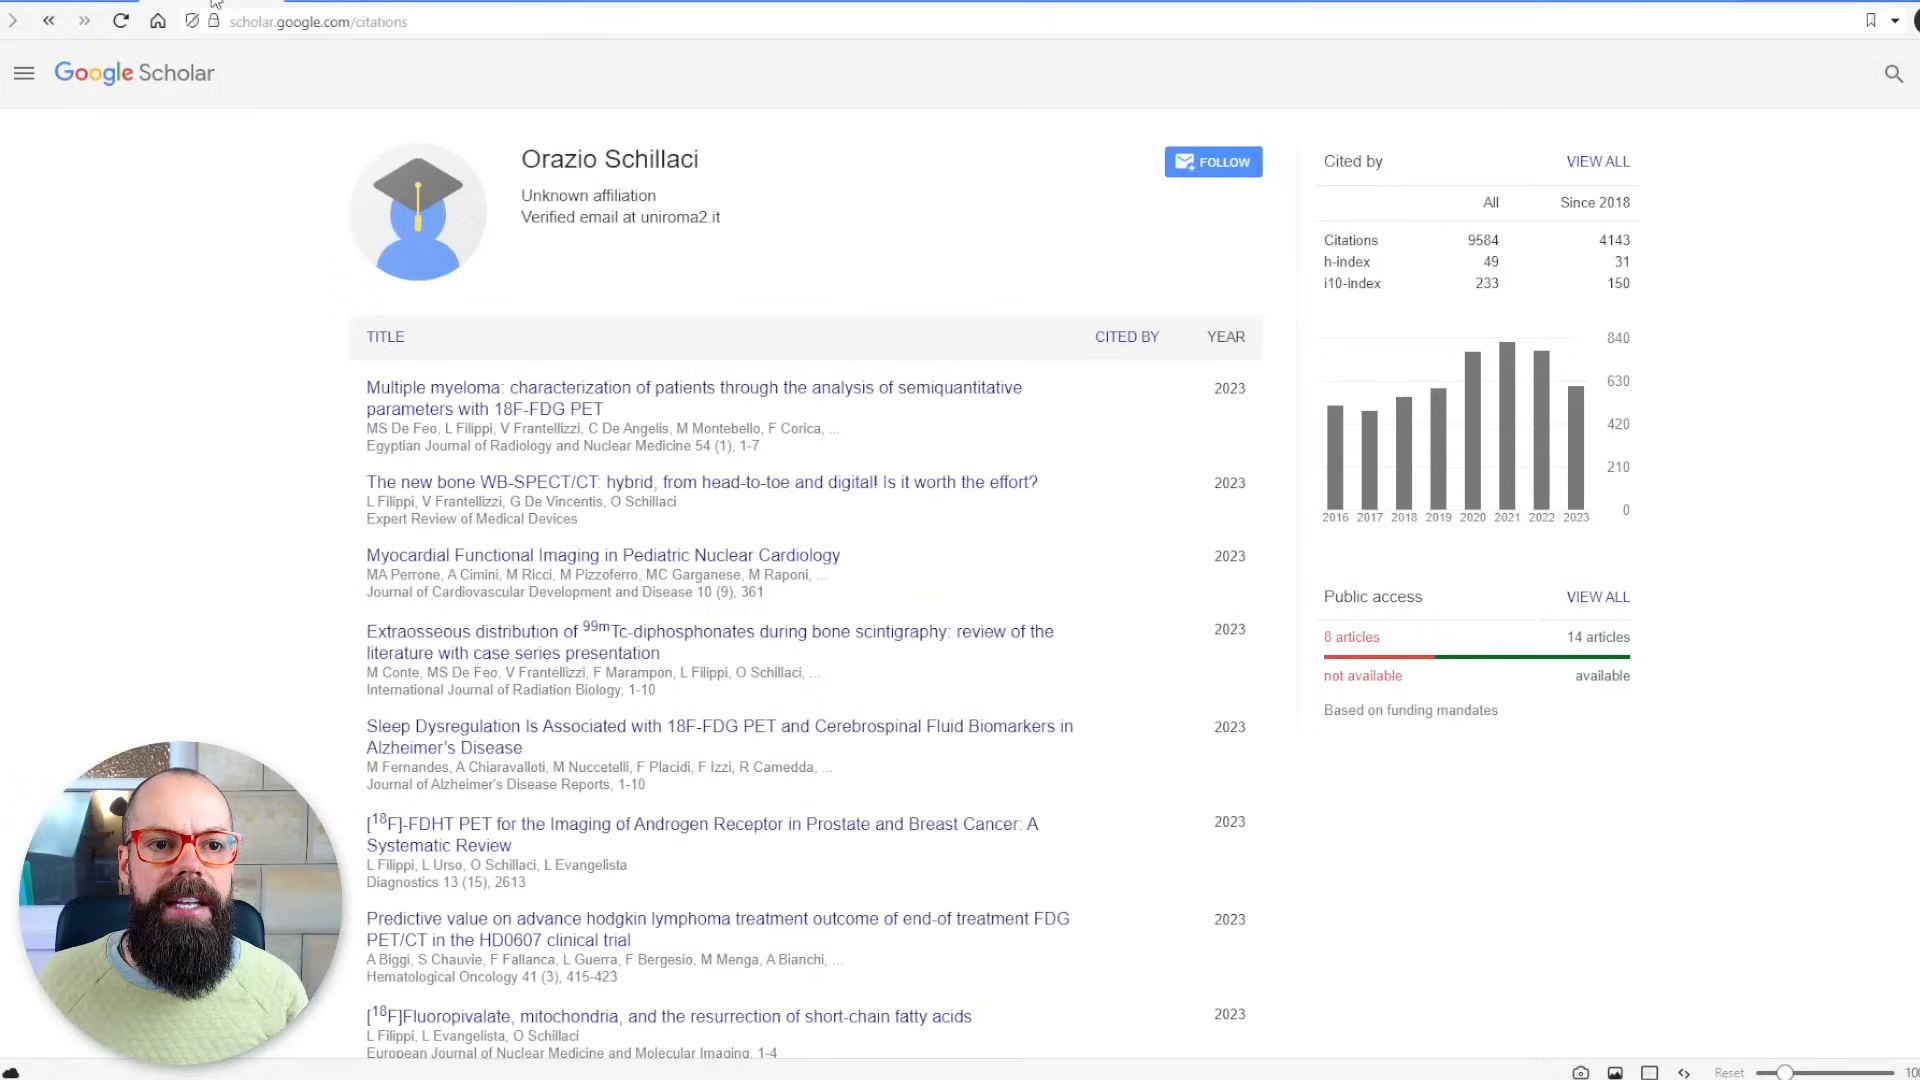 scholar.google.com/citations
Google Scholar
Orazio Schillaci
Unknown affiliation
Verified email at uniroma2.it
FOLLOW
TITLE CITED BY YEAR
Multiple myeloma: characterization of patients through the analysis of semiquantitative 2023
parameters with 18F-FDG PET
MS De Feo, L Filippi, V Frantellizzi, C De Angelis, M Montebello, F Corica, ...
Egyptian Journal of Radiology and Nuclear Medicine 54 (1), 1-7
The new bone WB-SPECT/CT: hybrid, from head-to-toe and digital! Is it worth the effort? 2023
L Filippi, V Frantellizzi, G De Vincentis, O Schillaci
Expert Review of Medical Devices
Myocardial Functional Imaging in Pediatric Nuclear Cardiology 2023
MA Perrone, A Cimini, M Ricci, M Pizzoferro, MC Garganese, M Raponi, ...
Journal of Cardiovascular Development and Disease 10 (9), 361
Extraosseous distribution of 99mTc-diphosphonates during bone scintigraphy: review of the 2023
literature with case series presentation
M Conte, MS De Feo, V Frantellizzi, F Marampon, L Filippi, O Schillaci, ...
International Journal of Radiation Biology, 1-10
Sleep Dysregulation Is Associated with 18F-FDG PET and Cerebrospinal Fluid Biomarkers in 2023
Alzheimer's Disease
M Fernandes, A Chiaravalloti, M Nuccetelli, F Placidi, F Izzi, R Camedda, ...
Journal of Alzheimer's Disease Reports, 1-10
[18F]-FDHT PET for the Imaging of Androgen Receptor in Prostate and Breast Cancer: A 2023
Systematic Review
L Filippi, L Urso, O Schillaci, L Evangelista
Diagnostics 13 (15), 2613
Predictive value on advance hodgkin lymphoma treatment outcome of end-of treatment FDG 2023
PET/CT in the HD0607 clinical trial
A Biggi, S Chauvie, F Fallanca, L Guerra, F Bergesio, M Menga, A Bianchi, ...
Hematological Oncology 41 (3), 415-423
[18F]Fluoropivalate, mitochondria, and the resurrection of short-chain fatty acids 2023
L Filippi, L Evangelista, O Schillaci
European Journal of Nuclear Medicine and Molecular Imaging, 1-4
Cited by VIEW ALL
All Since 2018
Citations 9584 4143
h-index 49 31
i10-index 233 150
840
630
420
210
0
2016 2017 2018 2019 2020 2021 2022 2023
Public access VIEW ALL
8 articles 14 articles
not available available
Based on funding mandates
Reset